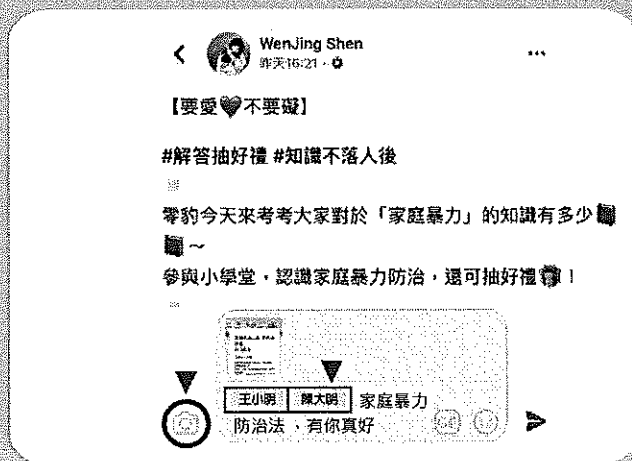 WenJing Shen
昨天16:21 ·
【要愛🖤不要礙】
#解答抽好禮 #知識不落人後
零豹今天來考考大家對於「家庭暴力」的知識有多少
～
參與小學堂，認識家庭暴力防治，還可抽好禮！
王小明 陳大明 家庭暴力
防治法、有你真好
GIF